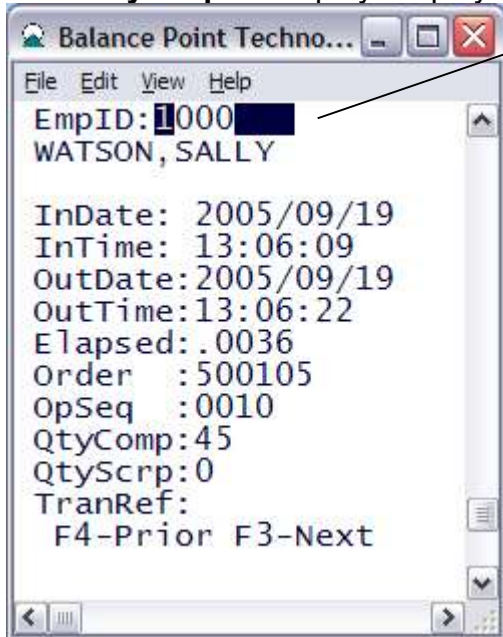 Balance Point Techno...
File Edit View Help
EmpID:1000
WATSON,SALLY
InDate: 2005/09/19
InTime: 13:06:09
OutDate:2005/09/19
OutTime:13:06:22
Elapsed:.0036
Order :500105
OpSeq :0010
QtyComp:45
QtyScrp:0
TranRef:
F4-Prior F3-Next